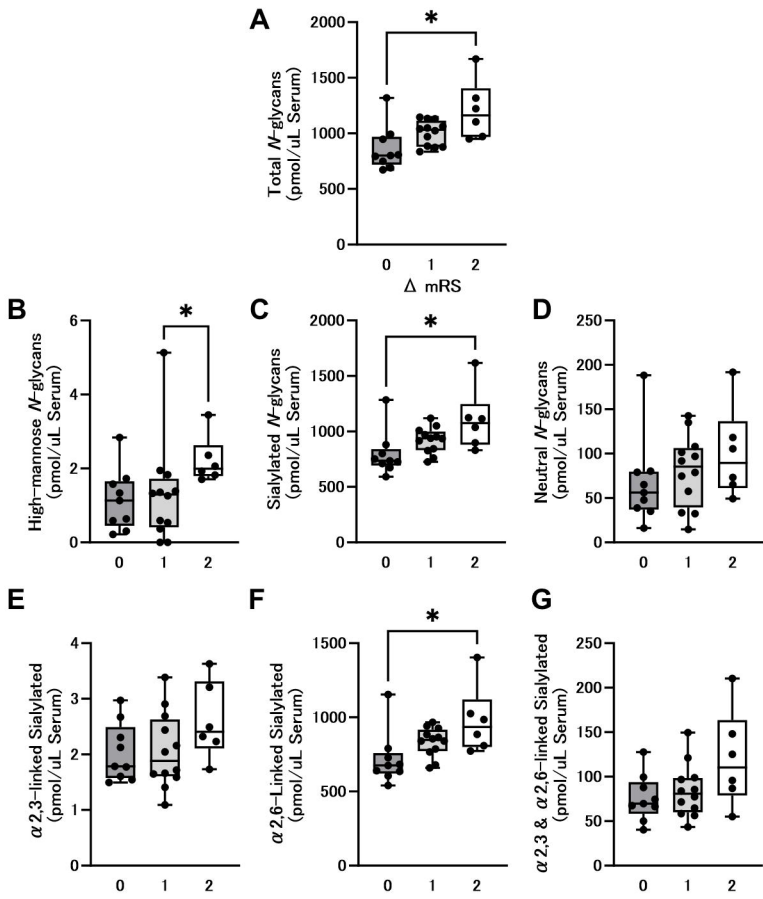 A
Total N-glycans
(pmol/uL Serum)
2000
1500
1000
500
0
*
0 1 2
Δ mRS
B
High-mannose N-glycans
(pmol/uL Serum)
6
4
2
0
*
0 1 2
C
Sialylated N-glycans
(pmol/uL Serum)
2000
1500
1000
500
0
*
0 1 2
D
Neutral N-glycans
(pmol/uL Serum)
250
200
150
100
50
0
0 1 2
E
α2,3-linked Sialylated
(pmol/uL Serum)
4
3
2
1
0
0 1 2
F
α2,6-Linked Sialylated
(pmol/uL Serum)
1500
1000
500
0
*
0 1 2
G
α2,3 & α2,6-linked Sialylated
(pmol/uL Serum)
250
200
150
100
50
0
0 1 2